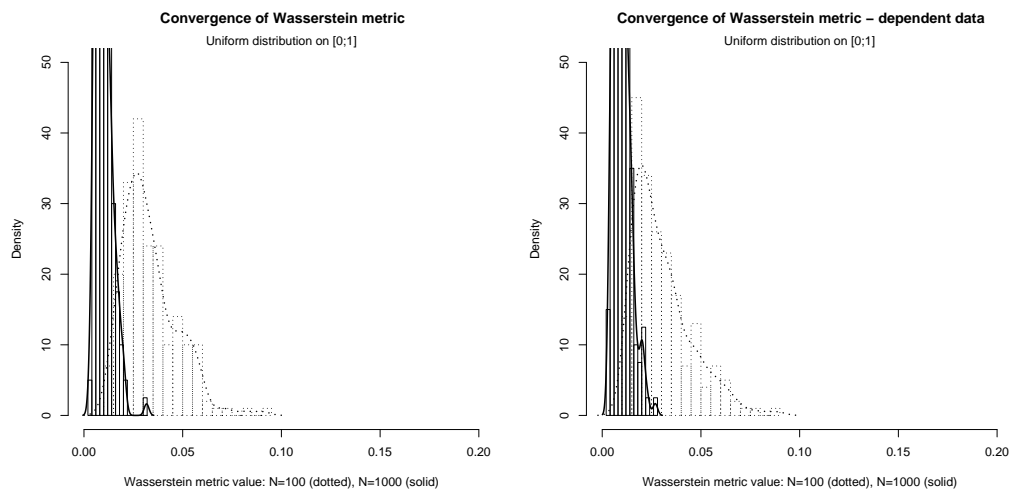 Convergence of Wasserstein metric
Uniform distribution on [0;1]
50
40
30
20
10
0
Density
0.00 0.05 0.10 0.15 0.20
Wasserstein metric value: N=100 (dotted), N=1000 (solid)
Convergence of Wasserstein metric − dependent data
Uniform distribution on [0;1]
50
40
30
20
10
0
Density
0.00 0.05 0.10 0.15 0.20
Wasserstein metric value: N=100 (dotted), N=1000 (solid)